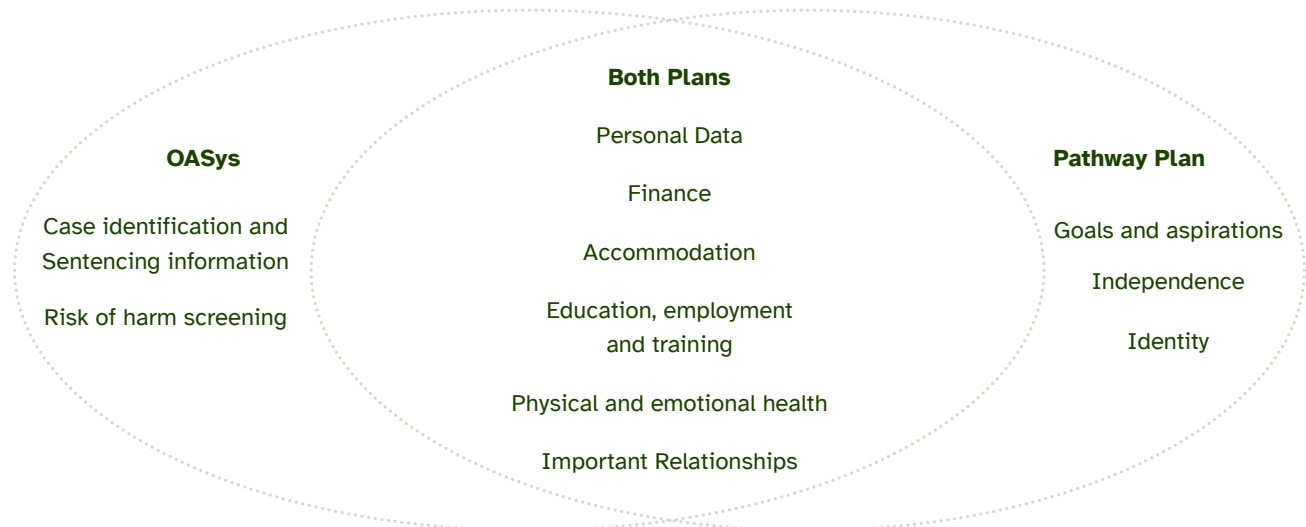 OASys
Case identification and
Sentencing information
Risk of harm screening
Both Plans
Personal Data
Finance
Accommodation
Education, employment
and training
Physical and emotional health
Important Relationships
Pathway Plan
Goals and aspirations
Independence
Identity